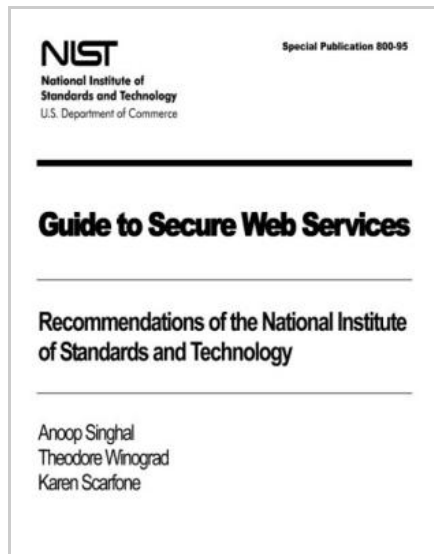 NIST
Special Publication 800-95
National Institute of
Standards and Technology
U.S. Department of Commerce
Guide to Secure Web Services
Recommendations of the National Institute
of Standards and Technology
Anoop Singhal
Theodore Winograd
Karen Scarfone